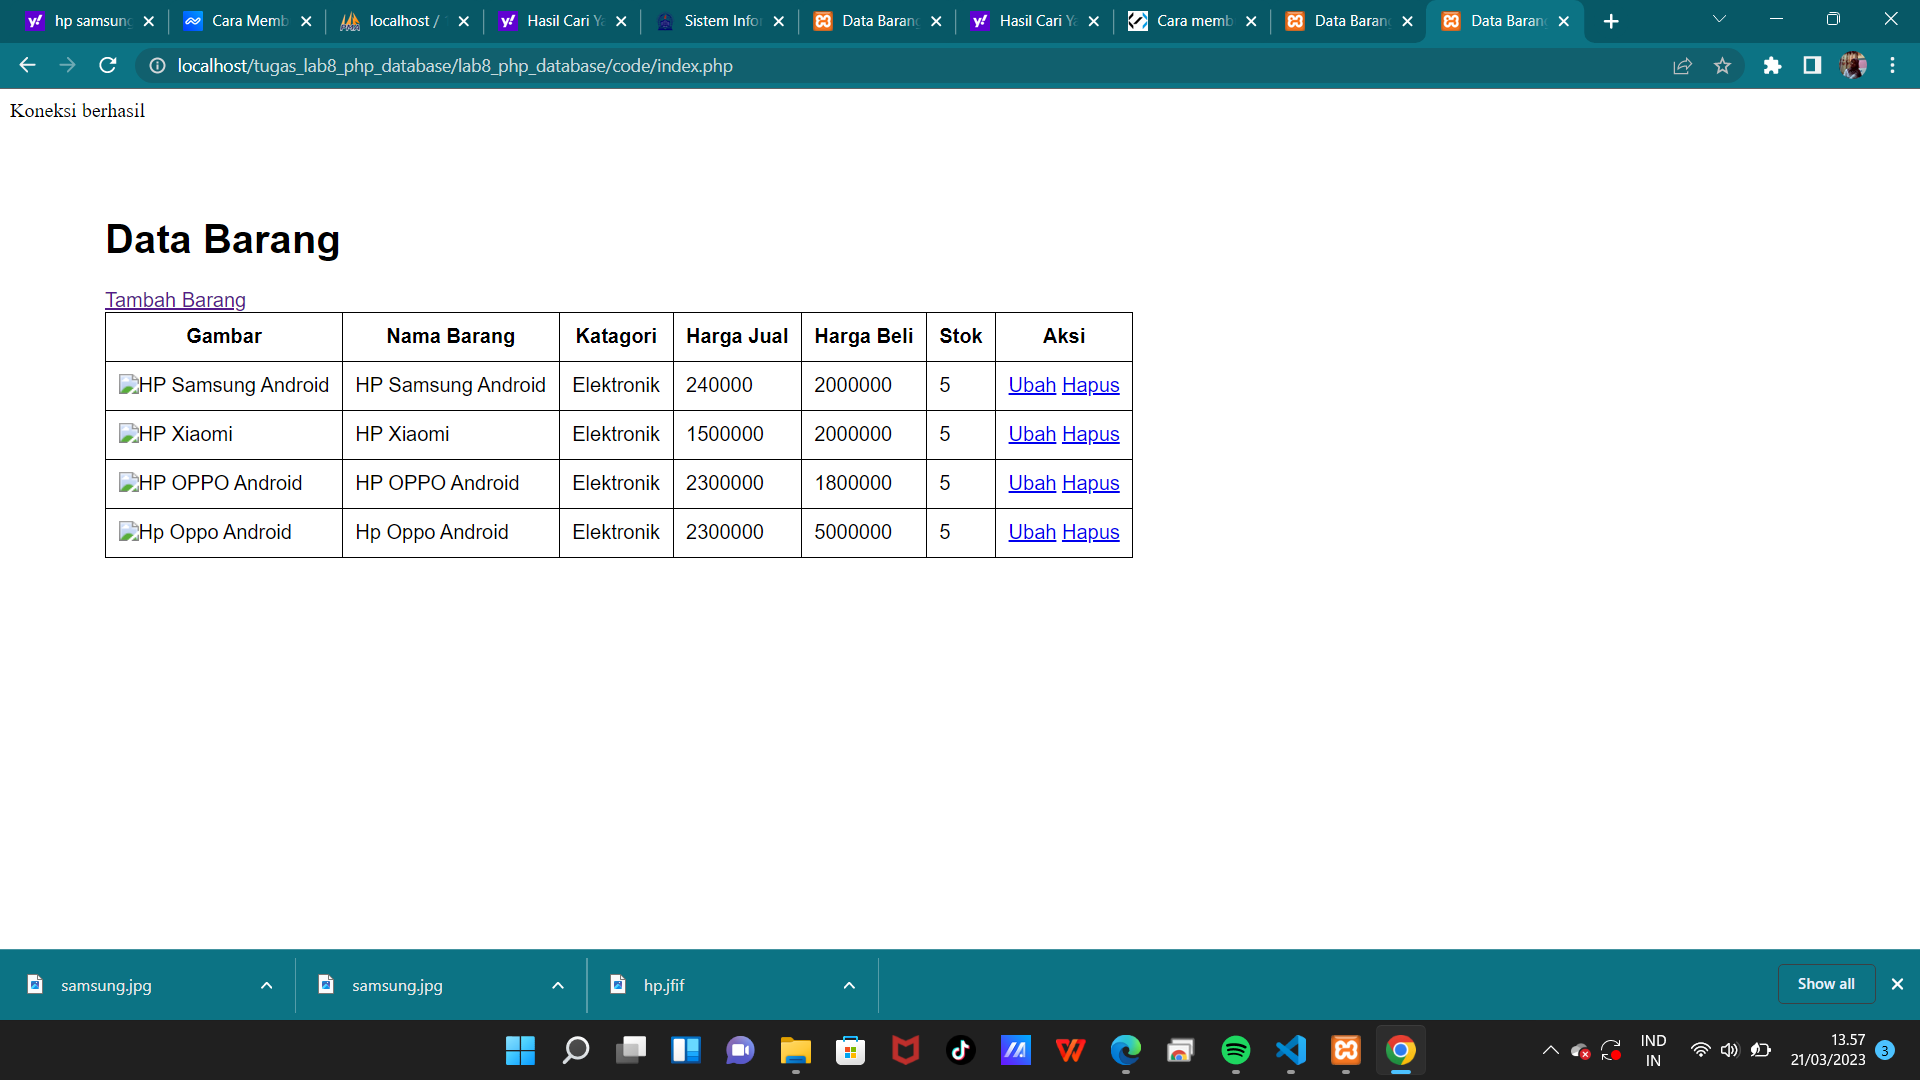 hp samsung
Cara Memb
localhost /
Hasil Cari Ya
Sistem Infor
Data Barang
Hasil Cari Ya
Cara memb
Data Barang
Data Barang
localhost/tugas_lab8_php_database/lab8_php_database/code/index.php
Koneksi berhasil
Data Barang
Tambah Barang
Gambar Nama Barang Katagori Harga Jual Harga Beli Stok Aksi
HP Samsung Android HP Samsung Android Elektronik 240000 2000000 5 Ubah Hapus
HP Xiaomi HP Xiaomi Elektronik 1500000 2000000 5 Ubah Hapus
HP OPPO Android HP OPPO Android Elektronik 2300000 1800000 5 Ubah Hapus
Hp Oppo Android Hp Oppo Android Elektronik 2300000 5000000 5 Ubah Hapus
samsung.jpg
samsung.jpg
hp.jfif
Show all
IND
IN
13.57
21/03/2023
3